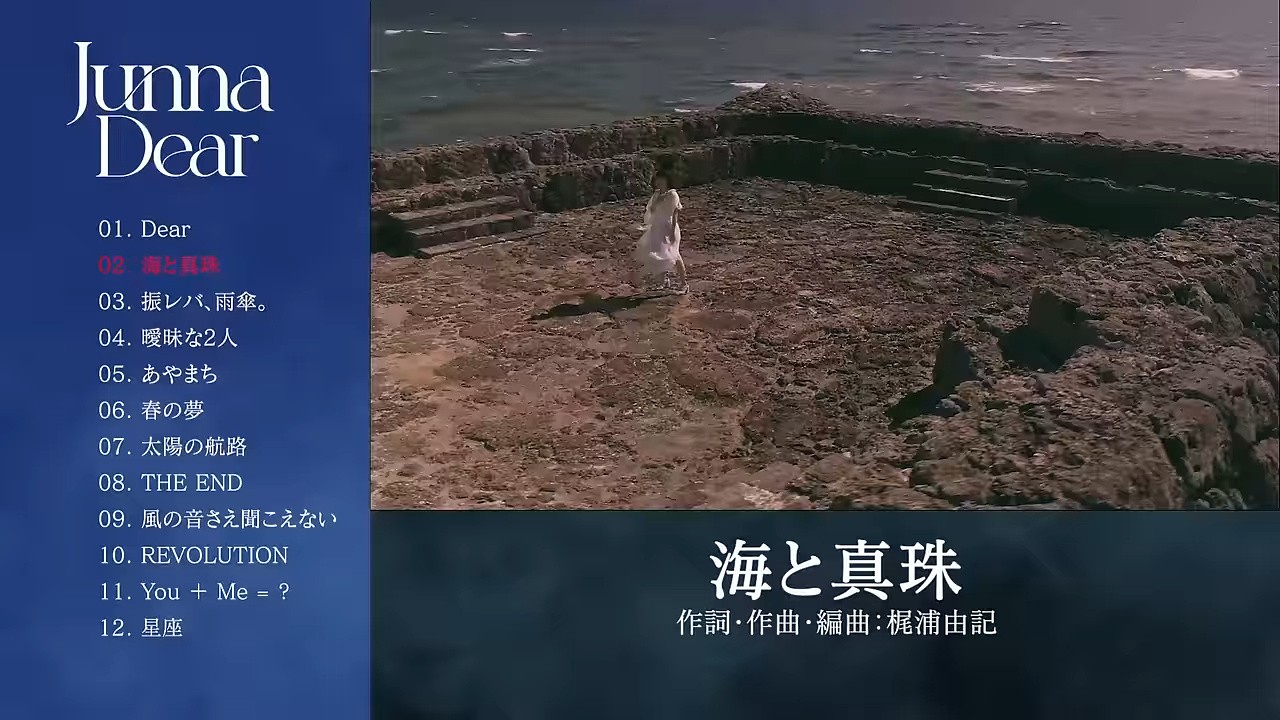 Junna
Dear
01. Dear
02. 海と真珠
03. 振レバ、雨傘。
04. 曖昧な2人
05. あやまち
06. 春の夢
07. 太陽の航路
08. THE END
09. 風の音さえ聞こえない
10. REVOLUTION
11. You + Me = ?
12. 星座
海と真珠
作詞・作曲・編曲：梶浦由記